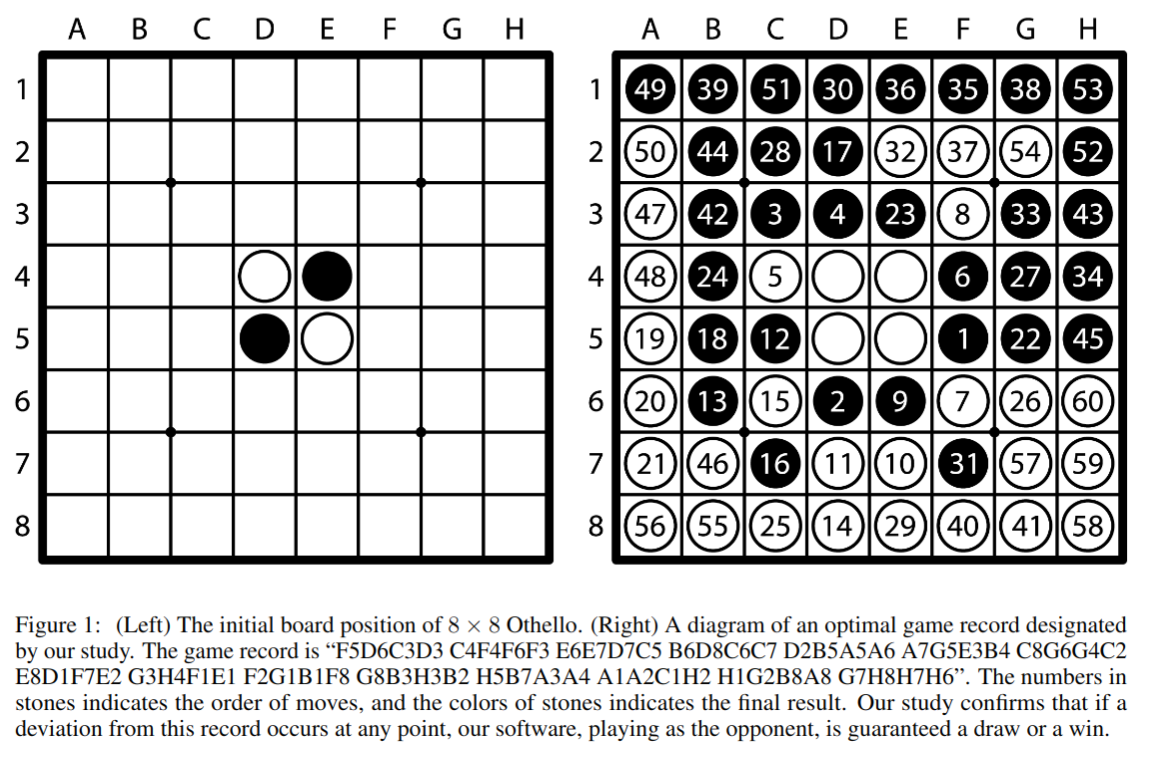 A B C D E F G H A B C D E F G H
1 1 49 39 51 30 36 35 38 53
2 2 50 44 28 17 32 37 54 52
3 3 47 42 3 4 23 8 33 43
4 4 48 24 5 6 27 34
5 5 19 18 12 1 22 45
6 6 20 13 15 2 9 7 26 60
7 7 21 46 16 11 10 31 57 59
8 8 56 55 25 14 29 40 41 58
Figure 1: (Left) The initial board position of 8 × 8 Othello. (Right) A diagram of an optimal game record designated
by our study. The game record is “F5D6C3D3 C4F4F6F3 E6E7D7C5 B6D8C6C7 D2B5A5A6 A7G5E3B4 C8G6G4C2
E8D1F7E2 G3H4F1E1 F2G1B1F8 G8B3H3B2 H5B7A3A4 A1A2C1H2 H1G2B8A8 G7H8H7H6”. The numbers in
stones indicates the order of moves, and the colors of stones indicates the final result. Our study confirms that if a
deviation from this record occurs at any point, our software, playing as the opponent, is guaranteed a draw or a win.